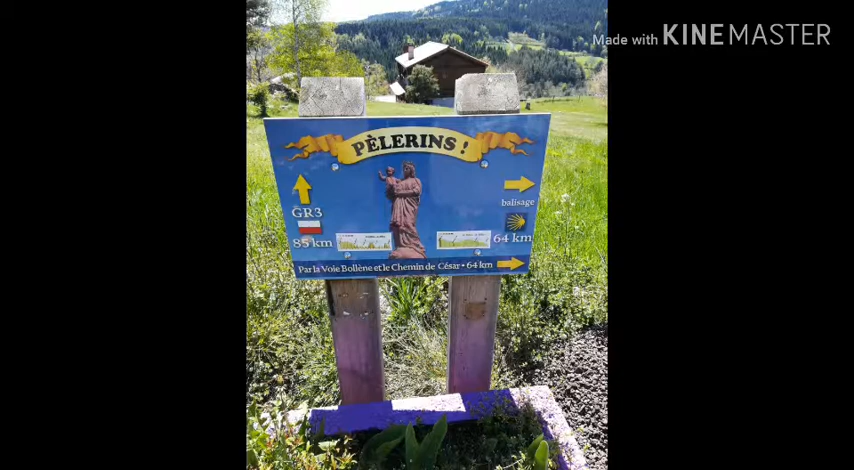 Made with KINEMASTER
PÈLERINS !
GR3
85 km
balisage
64 km
Par la Voie Bollène et le Chemin de César • 64 km